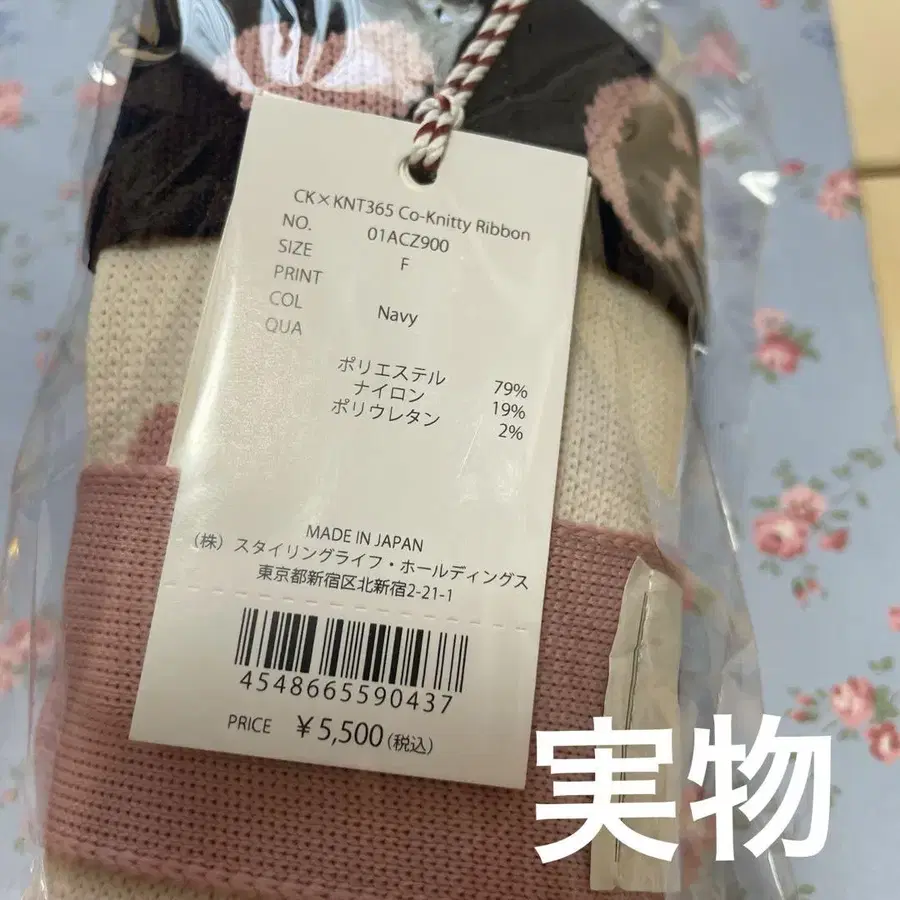 CK×KNT365 Co-Knitty Ribbon
NO. 01ACZ900
SIZE F
PRINT
COL Navy
QUA
ポリエステル 79%
ナイロン 19%
ポリウレタン 2%
MADE IN JAPAN
(株)スタイリングライフ・ホールディングス
東京都新宿区北新宿2-21-1
4548665590437
PRICE ¥5,500(税込)
実物